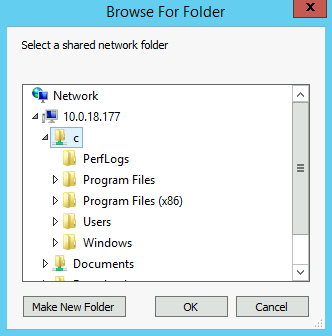 Browse For Folder
x
Select a shared network folder
Network
10.0.18.177
c
PerfLogs
Program Files
Program Files (x86)
Users
Windows
Documents
Make New Folder OK Cancel